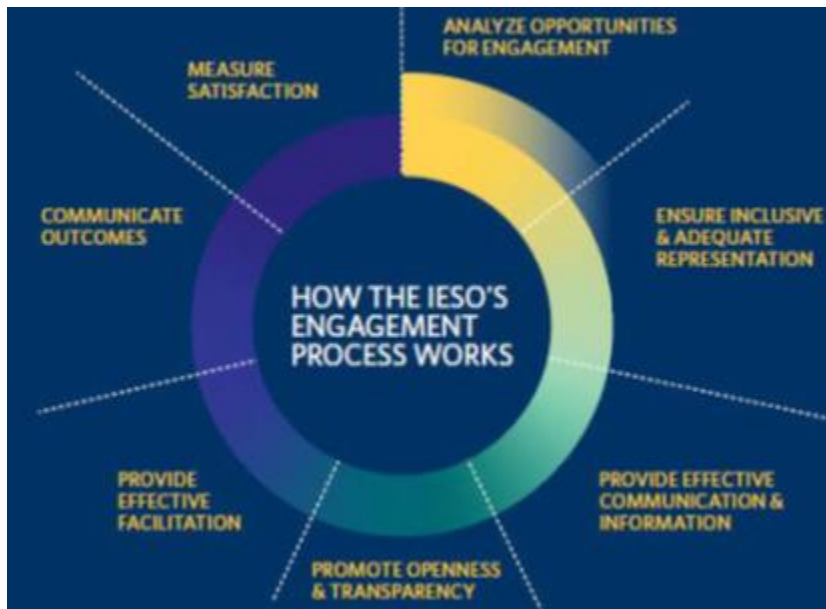 ANALYZE OPPORTUNITIES
FOR ENGAGEMENT
ENSURE INCLUSIVE
& ADEQUATE
REPRESENTATION
PROVIDE EFFECTIVE
COMMUNICATION &
INFORMATION
PROMOTE OPENNESS
& TRANSPARENCY
PROVIDE
EFFECTIVE
FACILITATION
COMMUNICATE
OUTCOMES
MEASURE
SATISFACTION
HOW THE IESO'S
ENGAGEMENT
PROCESS WORKS